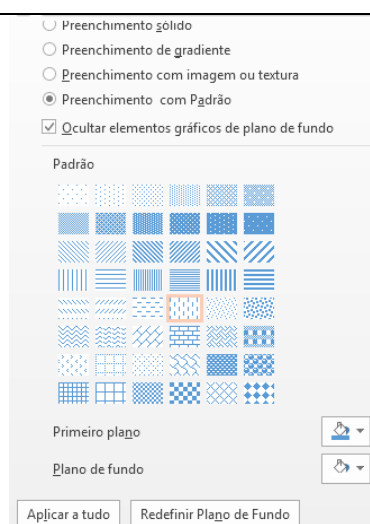 Preenchimento sólido
Preenchimento de gradiente
Preenchimento com imagem ou textura
Preenchimento com Padrão
Ocultar elementos gráficos de plano de fundo
Padrão
Primeiro plano
Plano de fundo
Aplicar a tudo
Redefinir Plano de Fundo